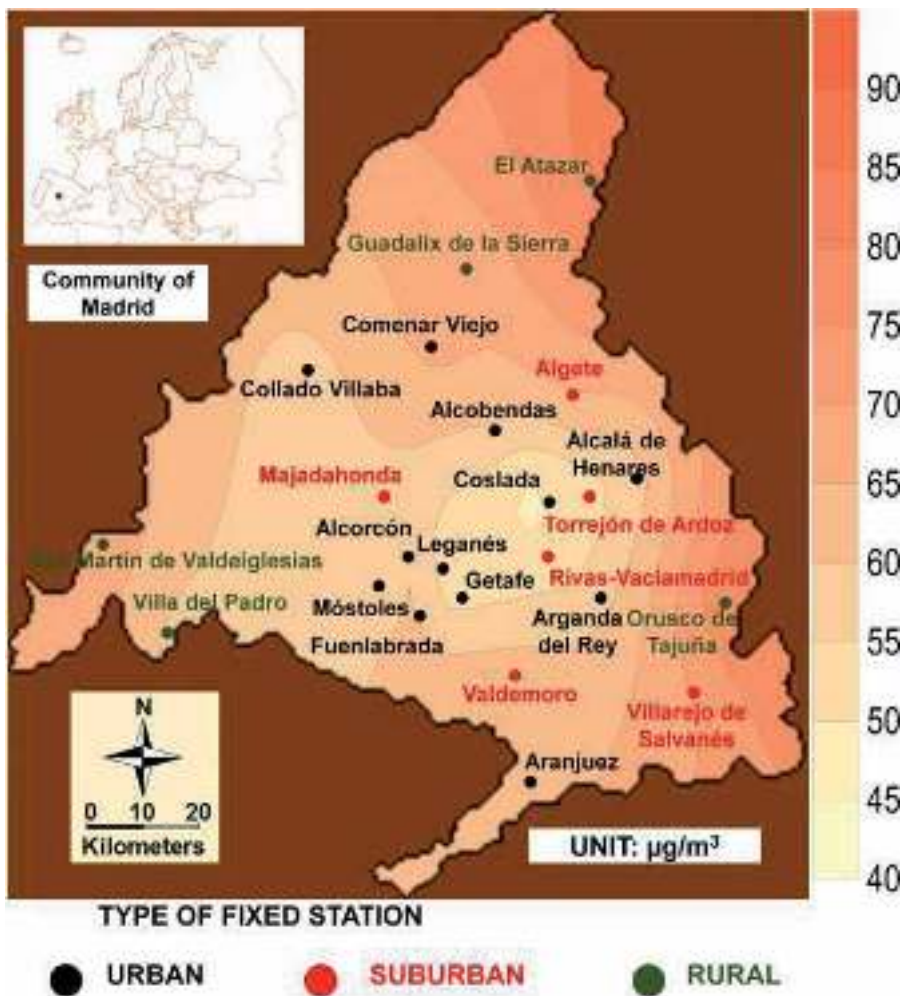 Community of
Madrid
El Atazar
Guadalix de la Sierra
Comenar Viejo
Collado Villaba
Algete
Alcobendas
Alcalá de
Henares
Majadahonda
Coslada
Torrejón de Ardoz
Alcorcón
Leganés
Martín de Valdeiglesias
Getafe
Rivas-Vaciamadrid
Villa del Padro
Móstoles
Arganda
del Rey
Orusco de
Tajuña
Fuenlabrada
Valdemoro
Villarejo de
Salvanés
Aranjuez
N
0 10 20
Kilometers
UNIT: µg/m³
90
85
80
75
70
65
60
55
50
45
40
TYPE OF FIXED STATION
URBAN
SUBURBAN
RURAL